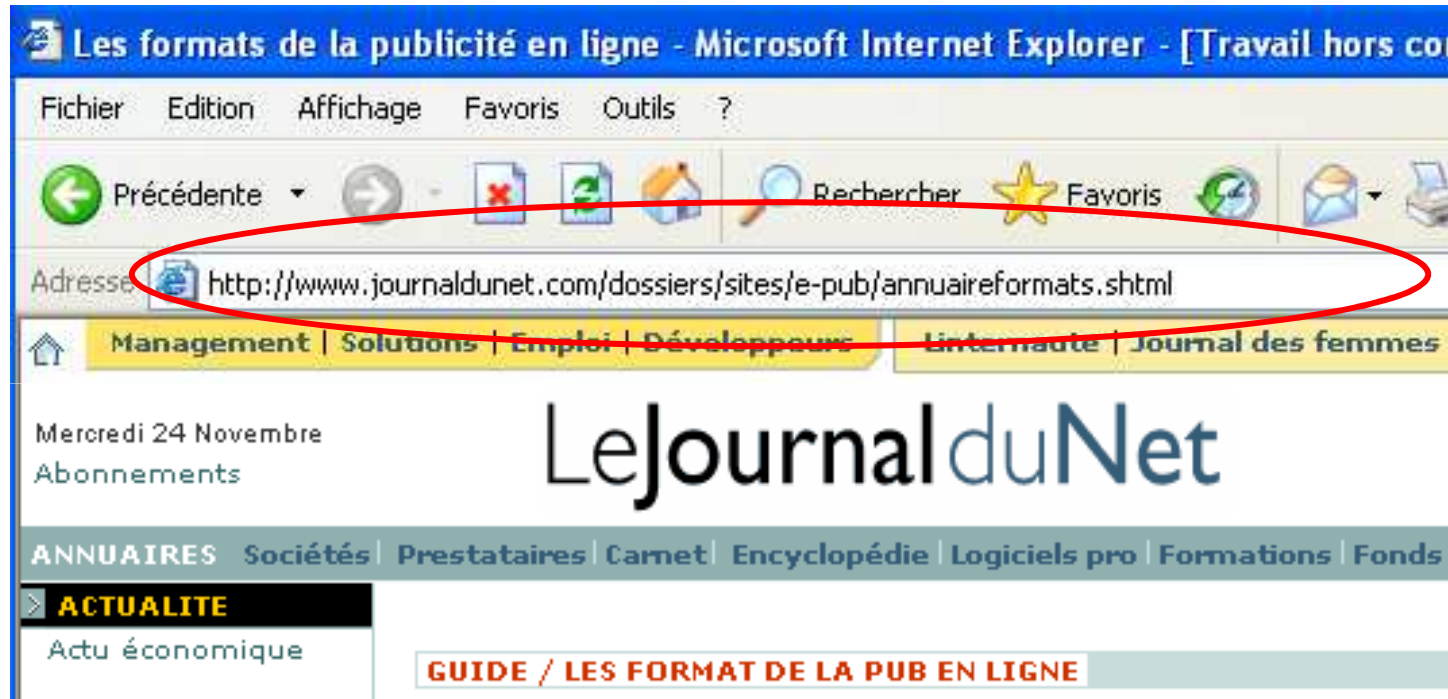 Les formats de la publicité en ligne - Microsoft Internet Explorer - [Travail hors
Fichier Edition Affichage Favoris Outils ?
Précédente Rechercher Favoris
Adresse http://www.journaldunet.com/dossiers/sites/e-pub/annuaireformats.shtml
Management | Solutions | Emploi | Développeurs Linternaute | Journal des femmes
Mercredi 24 Novembre
LeJournalduNet
Abonnements
ANNUAIRES Sociétés | Prestataires | Carnet | Encyclopédie | Logiciels pro | Formations | Fonds
ACTUALITE
Actu économique
GUIDE / LES FORMAT DE LA PUB EN LIGNE